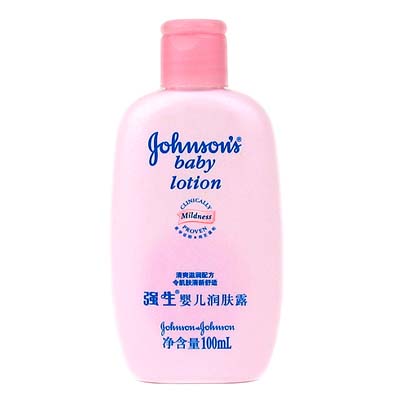 Johnson's®
baby
lotion
CLINICALLY
Mildness
PROVEN
清爽滋润配方
令肌肤清新舒适
强生®婴儿润肤露
Johnson & Johnson
净含量100mL